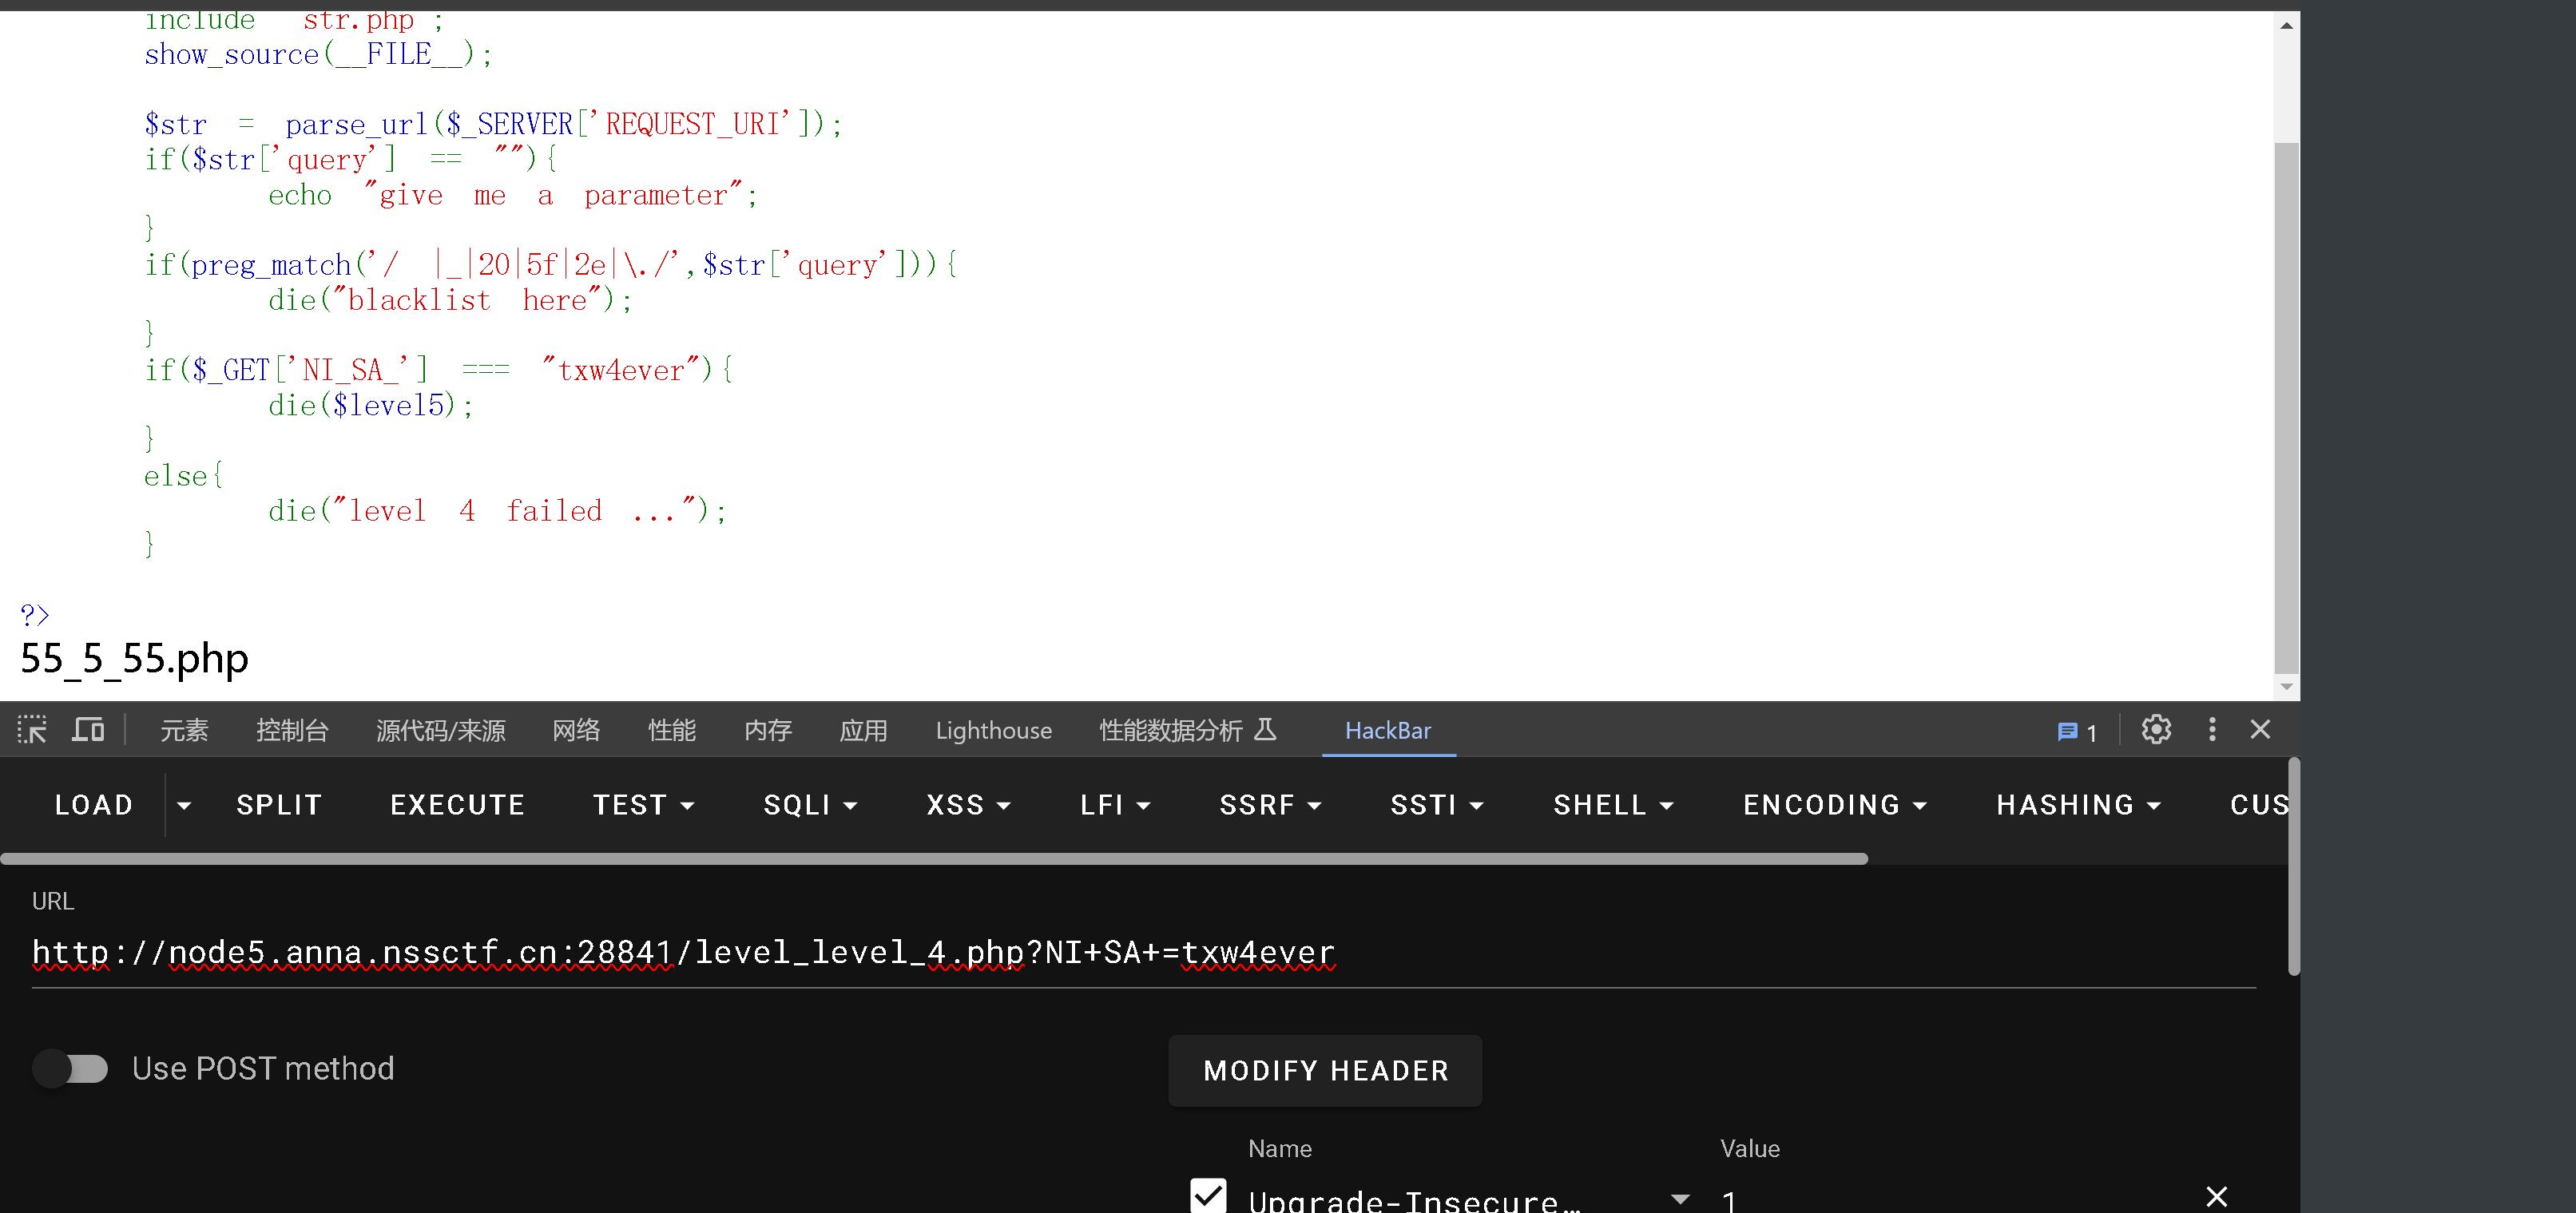 include 'str.php';
show_source(__FILE__);
$str = parse_url($_SERVER['REQUEST_URI']);
if($str['query'] == ""){
echo "give me a parameter";
}
if(preg_match('/ |_|20|5f|2e|\./',$str['query'])){
die("blacklist here");
}
if($_GET['NI_SA_'] === "txw4ever"){
die($level5);
}
else{
die("level 4 failed ...");
}
?>
55_5_55.php
元素 控制台 源代码/来源 网络 性能 内存 应用 Lighthouse 性能数据分析 HackBar 1
LOAD SPLIT EXECUTE TEST SQLI XSS LFI SSRF SSTI SHELL ENCODING HASHING CUS
URL
http://node5.anna.nssctf.cn:28841/level_level_4.php?NI+SA+=txw4ever
Use POST method
MODIFY HEADER
Name Value
Upgrade-Insecure… 1